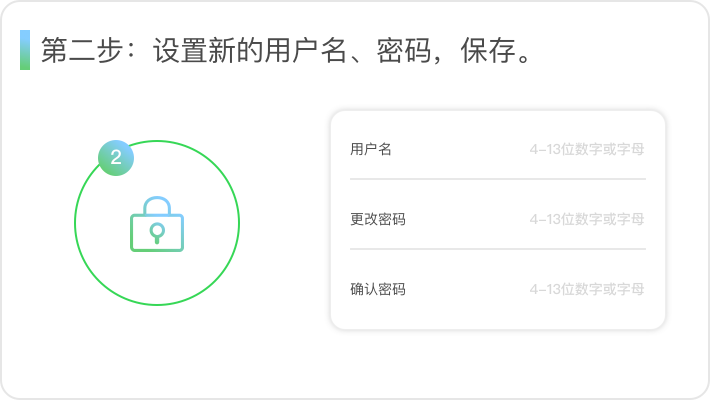 第二步：设置新的用户名、密码，保存。
2
用户名 4-13位数字或字母
更改密码 4-13位数字或字母
确认密码 4-13位数字或字母